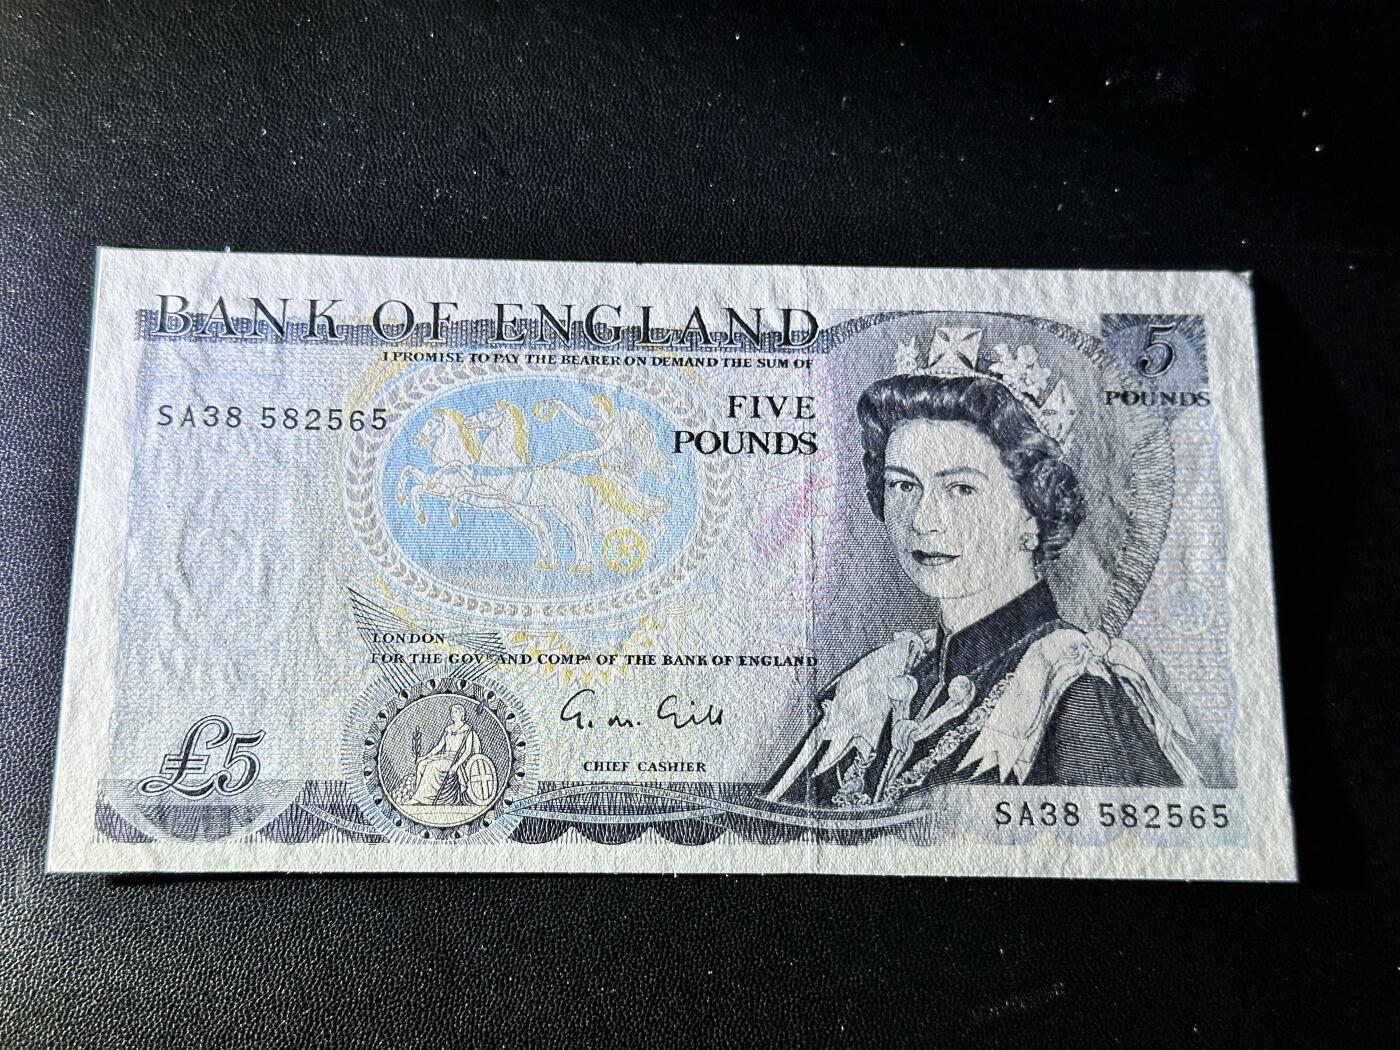 BANK OF ENGLAND
I PROMISE TO PAY THE BEARER ON DEMAND THE SUM OF
5
POUNDS
SA38 582565
FIVE
POUNDS
LONDON
FOR THE GOVR AND COMPA OF THE BANK OF ENGLAND
G. M. Gill
CHIEF CASHIER
£5
SA38 582565